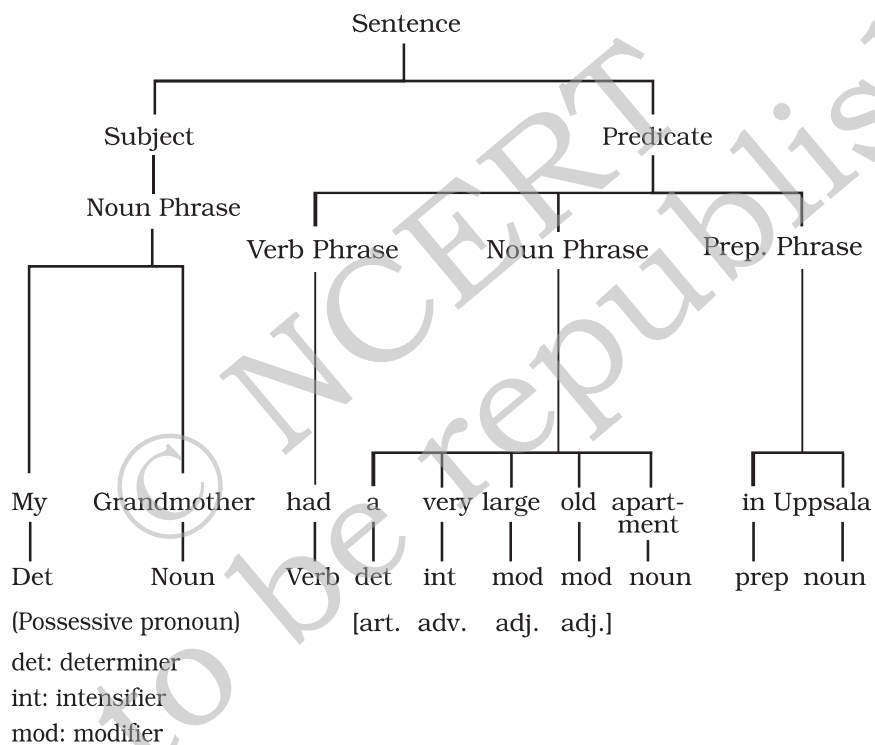 Sentence
Subject Predicate
Noun Phrase
Verb Phrase Noun Phrase Prep. Phrase
My Grandmother had a very large old apart-
ment in Uppsala
Det Noun Verb det int mod mod noun prep noun
(Possessive pronoun) [art. adv. adj. adj.]
det: determiner
int: intensifier
mod: modifier
© NCERT
to be republish